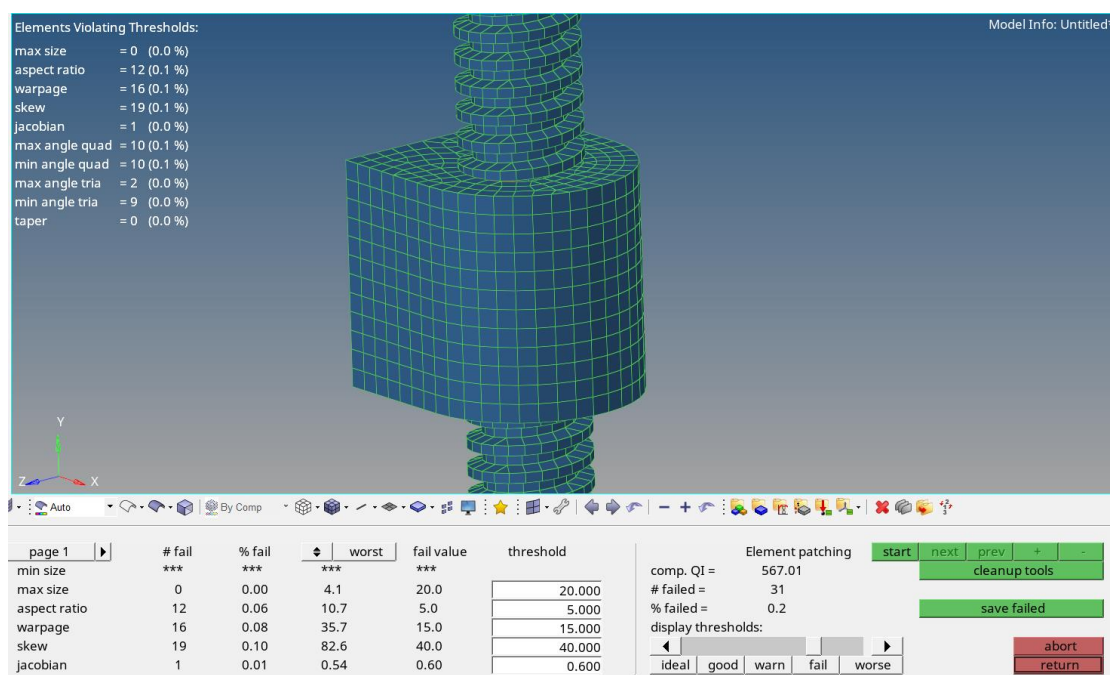 Elements Violating Thresholds:
max size = 0 (0.0 %)
aspect ratio = 12 (0.1 %)
warpage = 16 (0.1 %)
skew = 19 (0.1 %)
jacobian = 1 (0.0 %)
max angle quad = 10 (0.1 %)
min angle quad = 10 (0.1 %)
max angle tria = 2 (0.0 %)
min angle tria = 9 (0.0 %)
taper = 0 (0.0 %)
Model Info: Untitled*
Y
Z X
Auto By Comp
page 1 # fail % fail worst fail value threshold
min size *** *** *** ***
max size 0 0.00 4.1 20.0 20.000
aspect ratio 12 0.06 10.7 5.0 5.000
warpage 16 0.08 35.7 15.0 15.000
skew 19 0.10 82.6 40.0 40.000
jacobian 1 0.01 0.54 0.60 0.600
Element patching start next prev + -
comp. QI = 567.01 cleanup tools
# failed = 31
% failed = 0.2 save failed
display thresholds:
abort
ideal good warn fail worse return